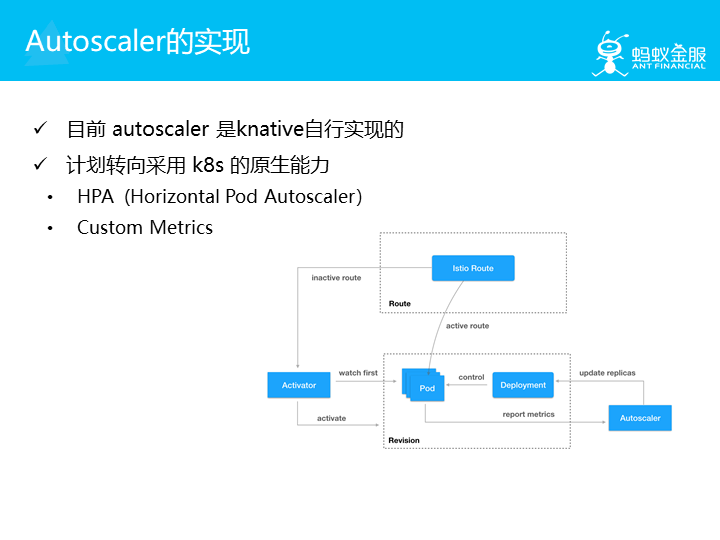 Autoscaler的实现
蚂蚁金服
ANT FINANCIAL
✓ 目前 autoscaler 是knative自行实现的
✓ 计划转向采用 k8s 的原生能力
• HPA (Horizontal Pod Autoscaler)
• Custom Metrics
Istio Route
inactive route
Route
active route
watch first
control
update replicas
Activator
Pod
Deployment
activate
report metrics
Autoscaler
Revision